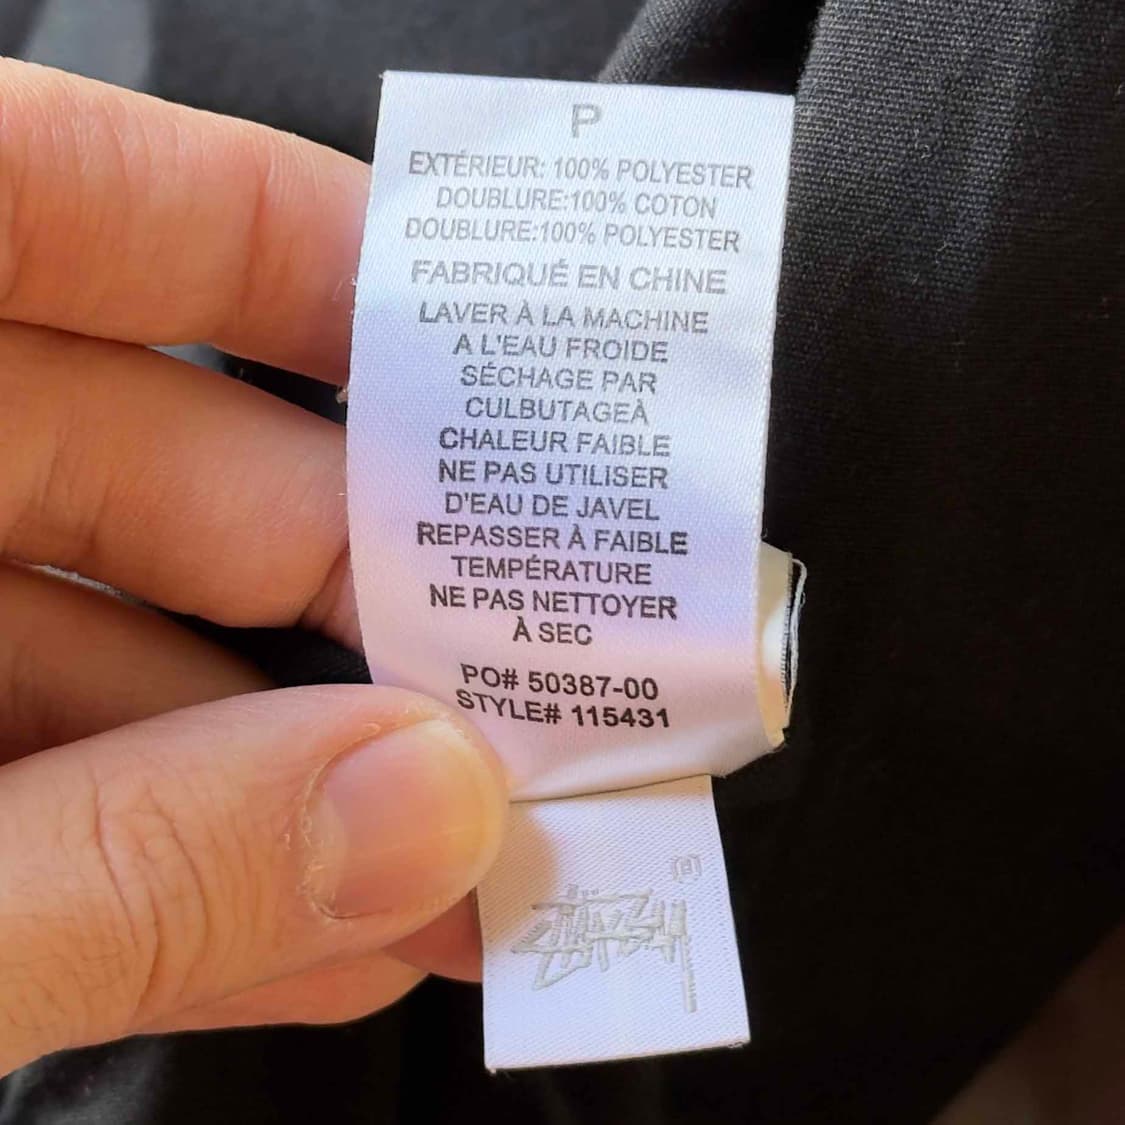 P
EXTÉRIEUR: 100% POLYESTER
DOUBLURE:100% COTON
DOUBLURE:100% POLYESTER
FABRIQUÉ EN CHINE
LAVER À LA MACHINE
A L'EAU FROIDE
SÉCHAGE PAR
CULBUTAGEÀ
CHALEUR FAIBLE
NE PAS UTILISER
D'EAU DE JAVEL
REPASSER À FAIBLE
TEMPÉRATURE
NE PAS NETTOYER
À SEC
PO# 50387-00
STYLE# 115431